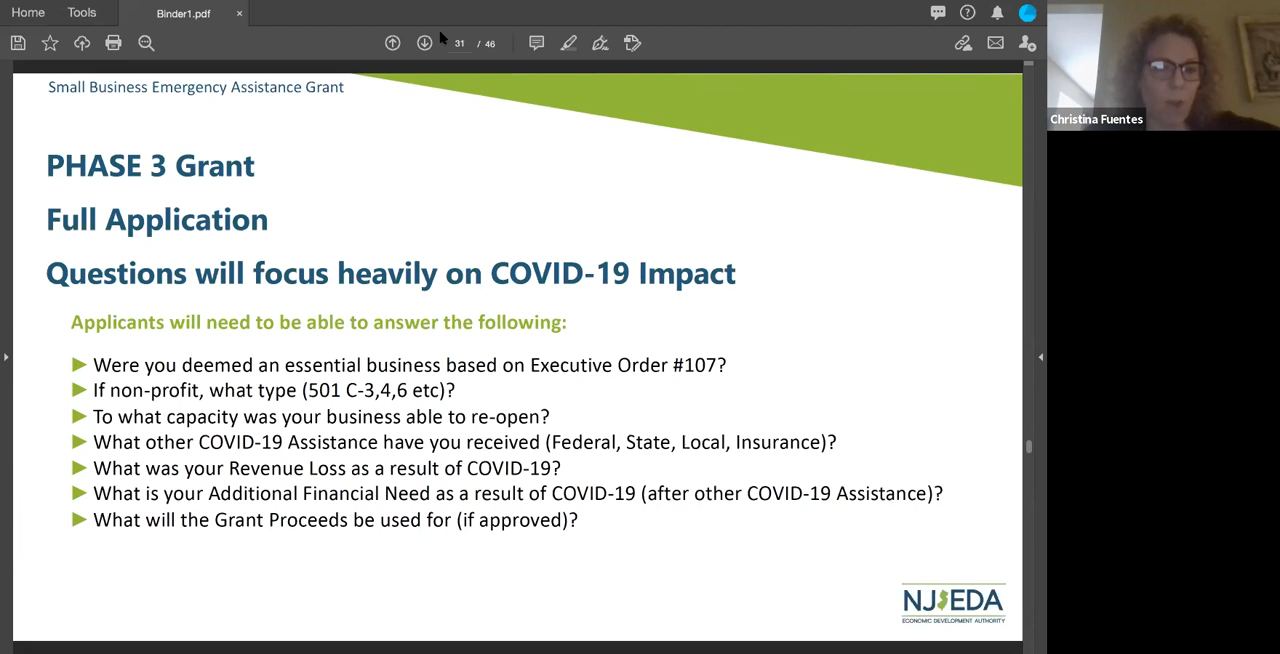 Home Tools Binder1.pdf ×
31 / 46
Small Business Emergency Assistance Grant
PHASE 3 Grant
Full Application
Questions will focus heavily on COVID-19 Impact
Applicants will need to be able to answer the following:
Were you deemed an essential business based on Executive Order #107?
If non-profit, what type (501 C-3,4,6 etc)?
To what capacity was your business able to re-open?
What other COVID-19 Assistance have you received (Federal, State, Local, Insurance)?
What was your Revenue Loss as a result of COVID-19?
What is your Additional Financial Need as a result of COVID-19 (after other COVID-19 Assistance)?
What will the Grant Proceeds be used for (if approved)?
NJEDA
ECONOMIC DEVELOPMENT AUTHORITY
Christina Fuentes